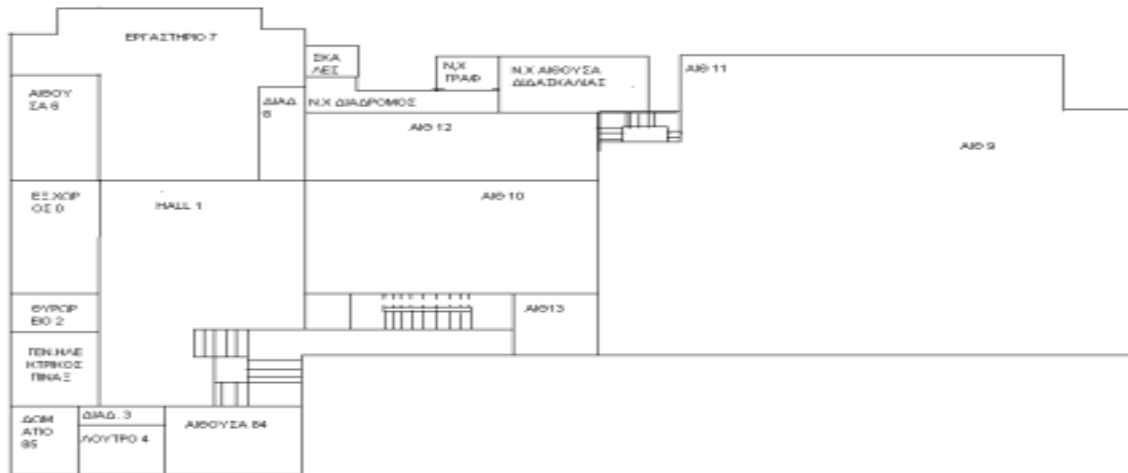 ΕΡΓΑΣΤΗΡΙΟ 7
ΣΚΑ
ΛΕΣ
Ν,Χ
ΓΡΑΦ
Ν.Χ ΑΙΘΟΥΣΑ
ΔΙΔΑΣΚΑΛΙΑΣ
ΑΙΘ 11
ΑΙΘΟΥ
ΣΑ 6
ΔΙΑΔ.
8
Ν.Χ ΔΙΑΔΡΟΜΟΣ
ΑΙΘ 12
ΑΙΘ 9
ΕΞ.ΧΩΡ
ΟΣ 0
HALL 1
ΑΙΘ 10
ΘΥΡΩΡ
ΕΙΟ 2
ΑΙΘ13
ΓΕΝ.ΗΛΕ
ΚΤΡΙΚΟΣ
ΠΙΝΑΞ
ΔΩΜ
ΑΤΙΟ
85
ΔΙΑΔ. 3
ΛΟΥΤΡΟ 4
ΑΙΘΟΥΣΑ 84